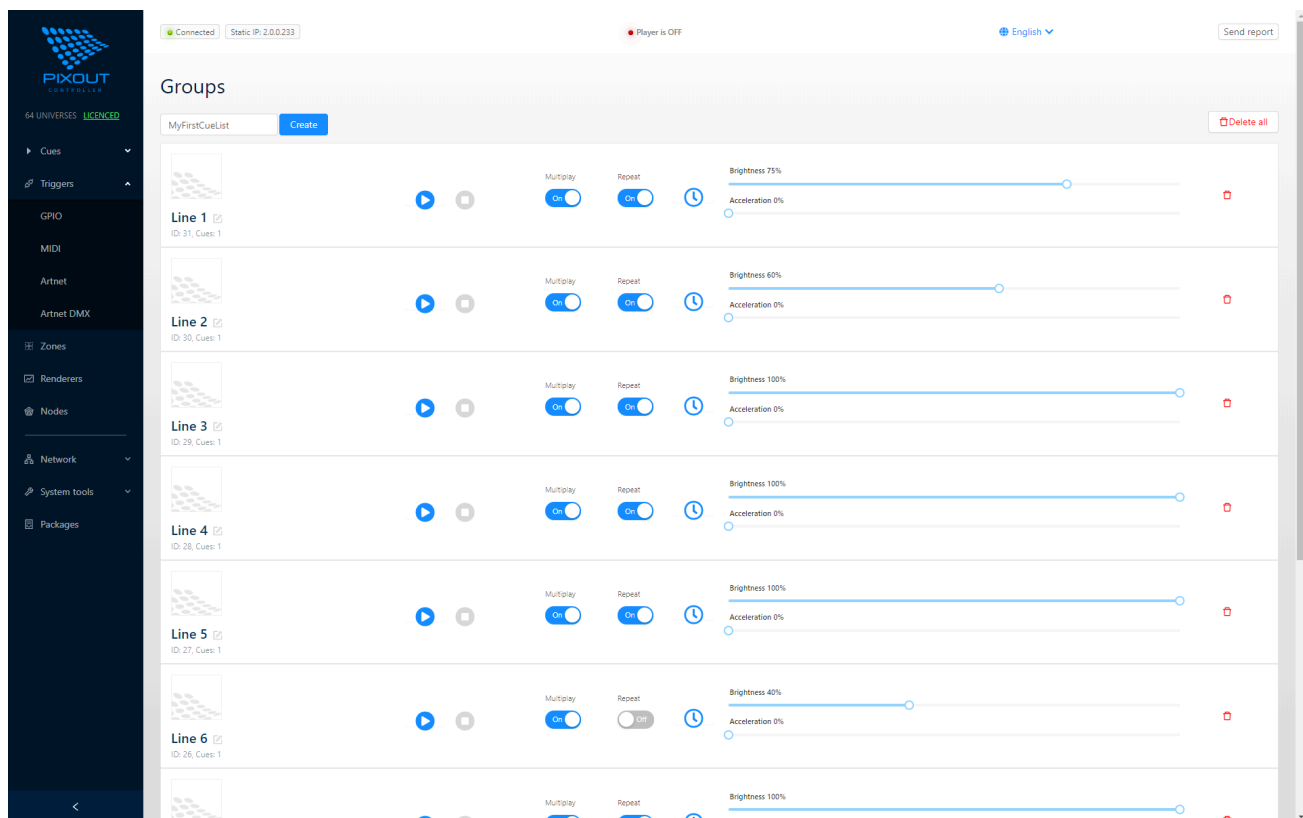 PIXOUT
CONTROLLER
64 UNIVERSES LICENCED
Cues
Triggers
GPIO
MIDI
Artnet
Artnet DMX
Zones
Renderers
Nodes
Network
System tools
Packages
Connected Static IP: 2.0.0.233 Player is OFF English Send report
Groups
MyFirstCueList Create Delete all
Multiplay Repeat Brightness 75%
On On
Acceleration 0%
Line 1
ID: 31, Cues: 1
Multiplay Repeat Brightness 60%
On On
Acceleration 0%
Line 2
ID: 30, Cues: 1
Multiplay Repeat Brightness 100%
On On
Acceleration 0%
Line 3
ID: 29, Cues: 1
Multiplay Repeat Brightness 100%
On On
Acceleration 0%
Line 4
ID: 28, Cues: 1
Multiplay Repeat Brightness 100%
On On
Acceleration 0%
Line 5
ID: 27, Cues: 1
Multiplay Repeat Brightness 40%
On Off
Acceleration 0%
Line 6
ID: 26, Cues: 1
Multiplay Repeat Brightness 100%